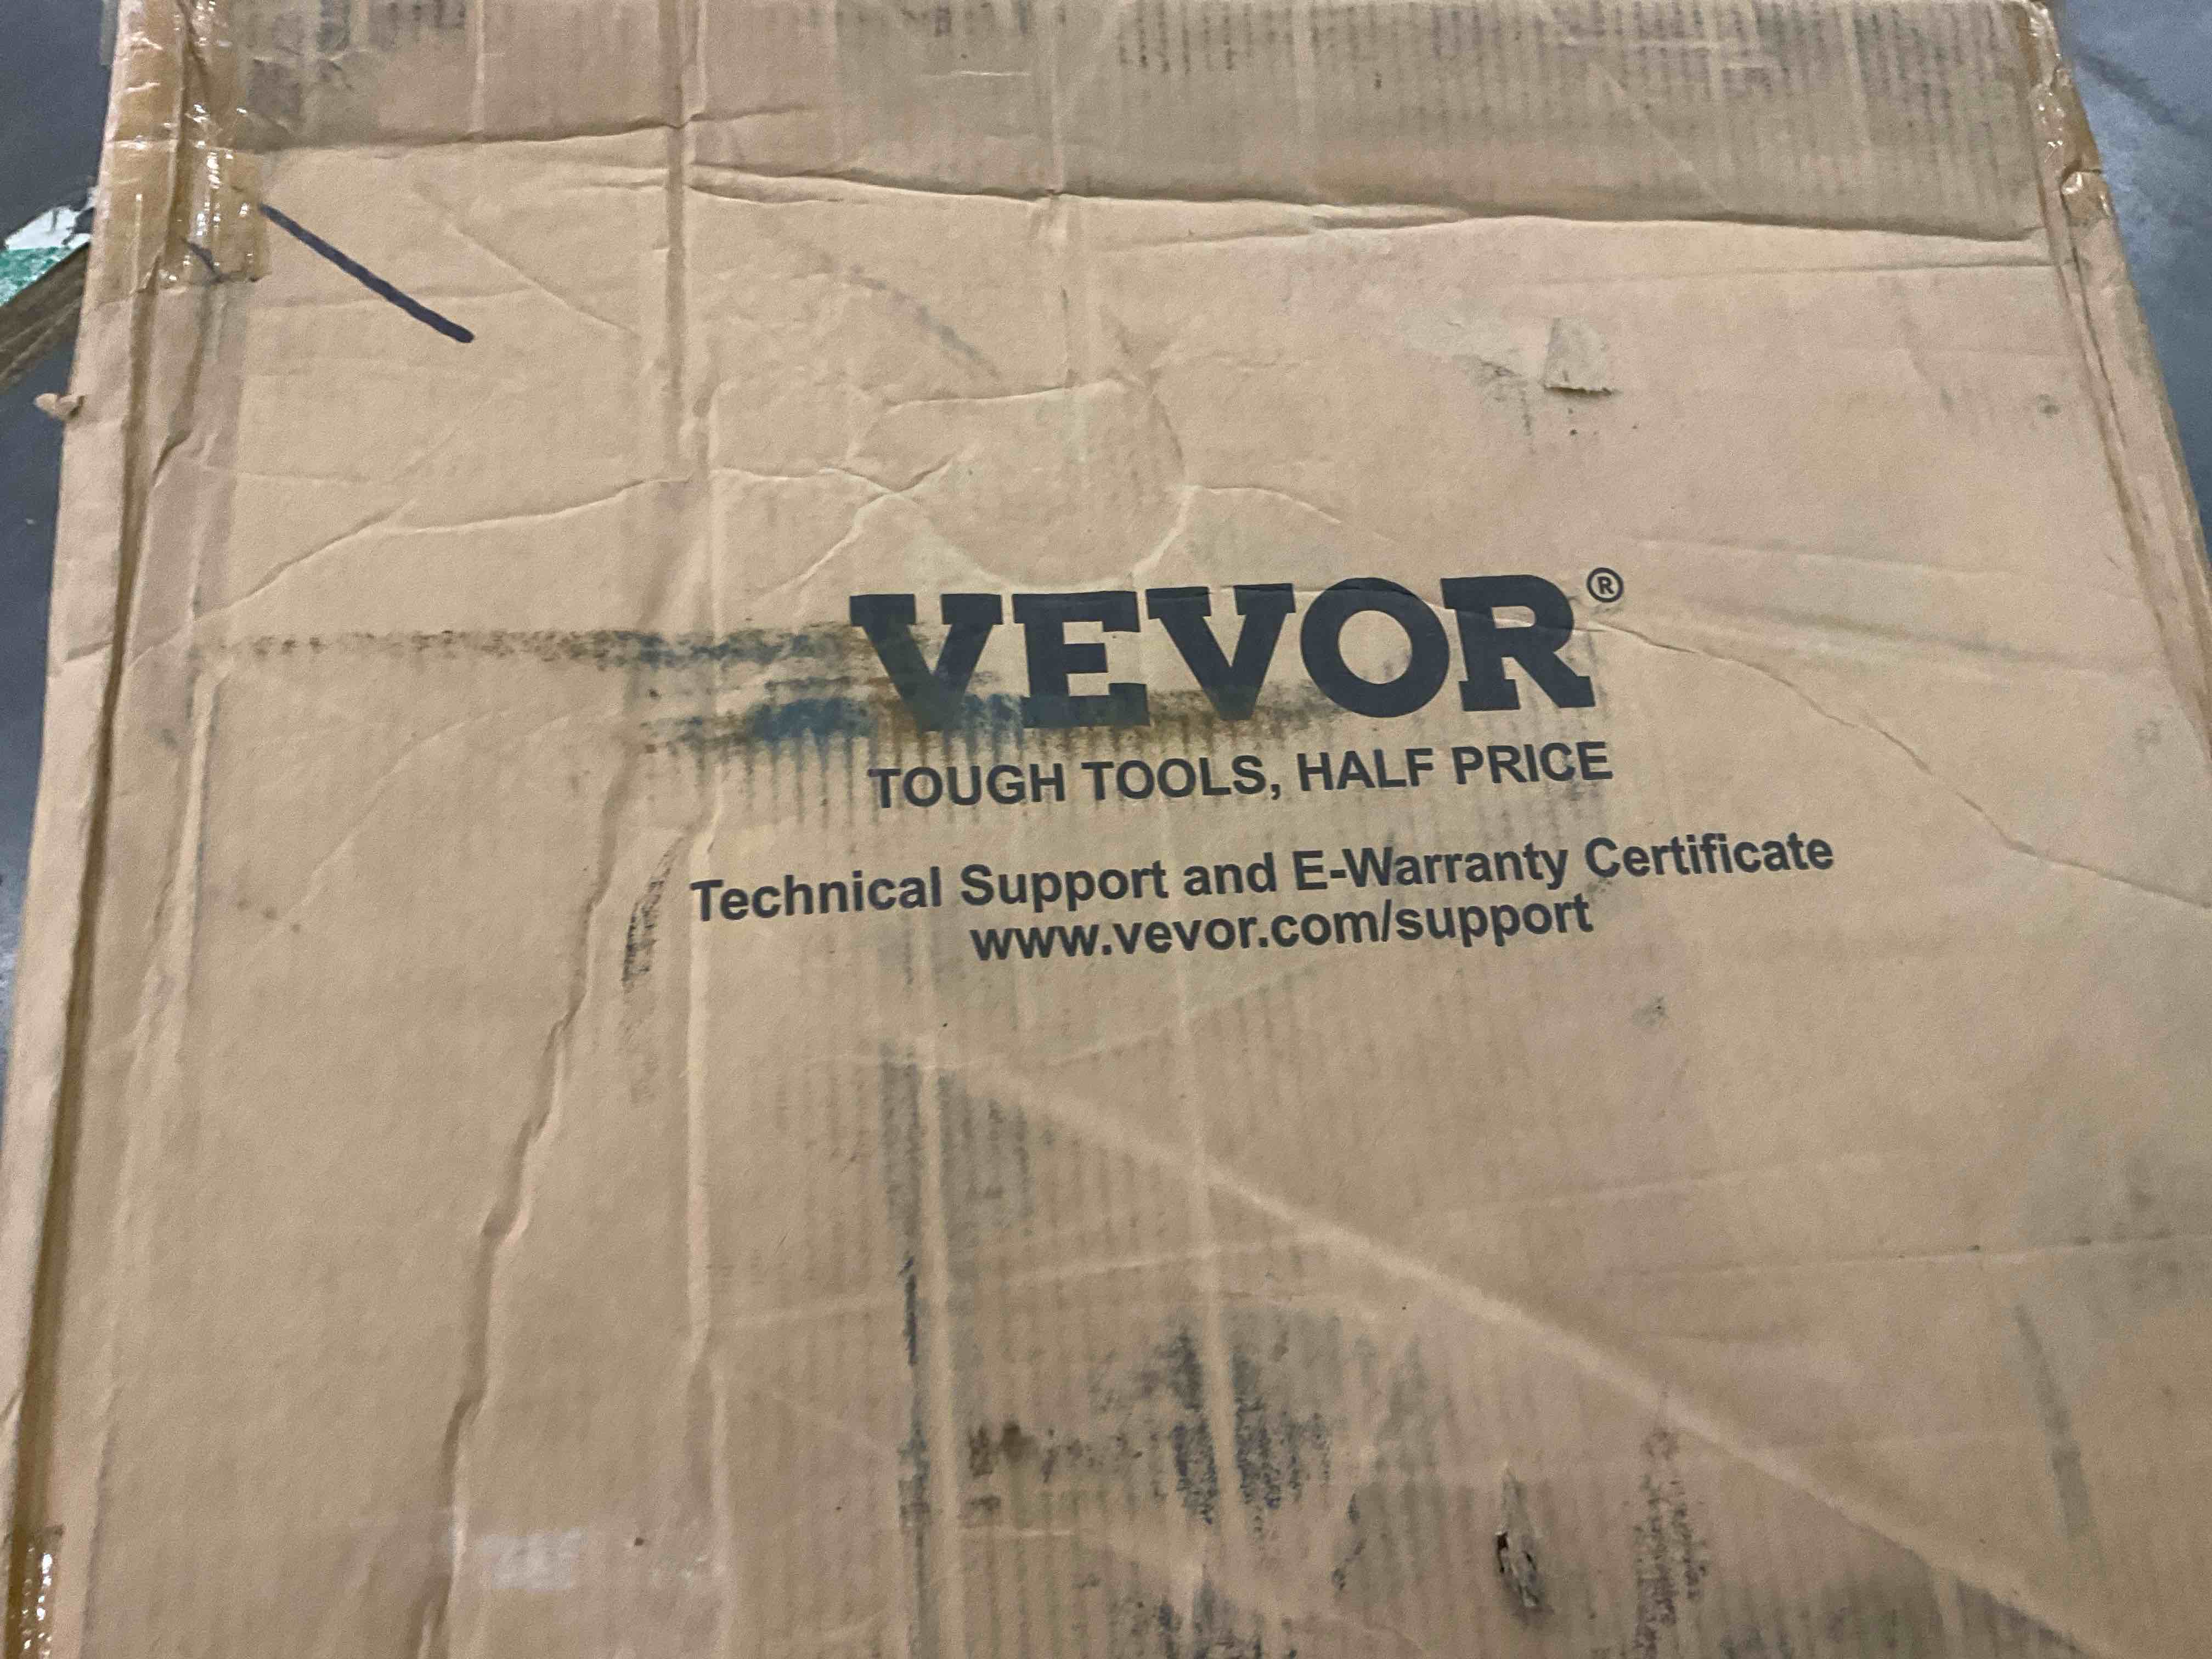 VEVOR®
TOUGH TOOLS, HALF PRICE
Technical Support and E-Warranty Certificate
www.vevor.com/support